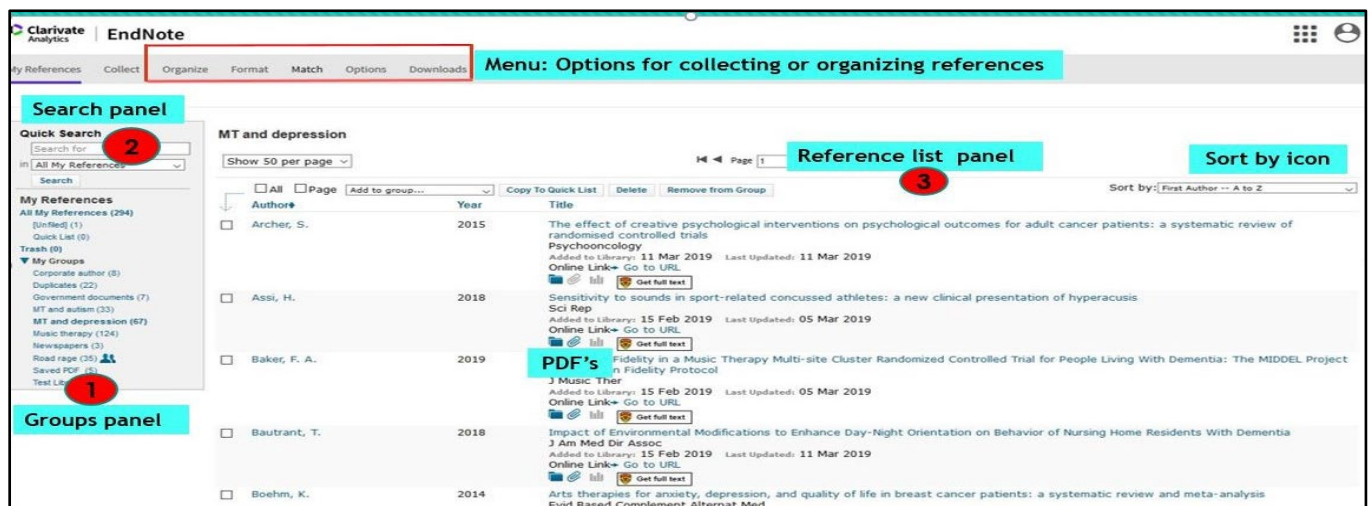 Clarivate
Analytics
EndNote
My References Collect Organize Format Match Options Downloads
Menu: Options for collecting or organizing references
Search panel
Quick Search
Search for
2
in All My References
Search
MT and depression
Show 50 per page
Page 1
Reference list panel
3
Sort by icon
All Page Add to group... Copy To Quick List Delete Remove from Group
Sort by: First Author -- A to Z
Author Year Title
My References
All My References (294)
[Unfiled] (1)
Quick List (0)
Trash (0)
My Groups
Corporate author (8)
Duplicates (22)
Government documents (7)
MT and autism (33)
MT and depression (67)
Music therapy (124)
Newspapers (3)
Road rage (35)
Saved PDF (5)
Test
1
Groups panel
Archer, S. 2015 The effect of creative psychological interventions on psychological outcomes for adult cancer patients: a systematic review of
randomised controlled trials
Psychooncology
Added to Library: 11 Mar 2019 Last Updated: 11 Mar 2019
Online Link Go to URL
Get full text
Assi, H. 2018 Sensitivity to sounds in sport-related concussed athletes: a new clinical presentation of hyperacusis
Sci Rep
Added to Library: 15 Feb 2019 Last Updated: 05 Mar 2019
Online Link Go to URL
Get full text
PDF's
Baker, F. A. 2019 Fidelity in a Music Therapy Multi-site Cluster Randomized Controlled Trial for People Living With Dementia: The MIDDEL Project
Fidelity Protocol
J Music Ther
Added to Library: 15 Feb 2019 Last Updated: 05 Mar 2019
Online Link Go to URL
Get full text
Bautrant, T. 2018 Impact of Environmental Modifications to Enhance Day-Night Orientation on Behavior of Nursing Home Residents With Dementia
J Am Med Dir Assoc
Added to Library: 15 Feb 2019 Last Updated: 11 Mar 2019
Online Link Go to URL
Get full text
Boehm, K. 2014 Arts therapies for anxiety, depression, and quality of life in breast cancer patients: a systematic review and meta-analysis
Evid Based Complement Alternat Med